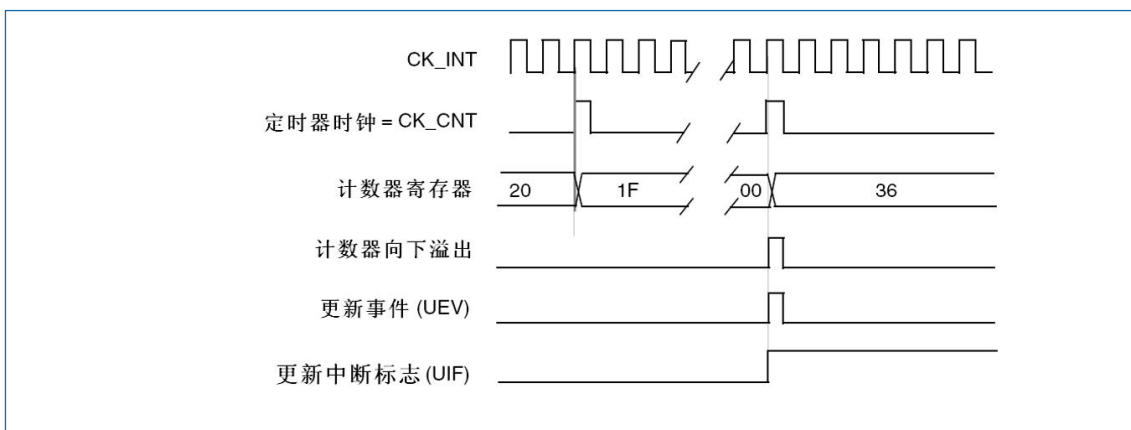 CK_INT
定时器时钟 = CK_CNT
计数器寄存器 20 1F 00 36
计数器向下溢出
更新事件 (UEV)
更新中断标志 (UIF)